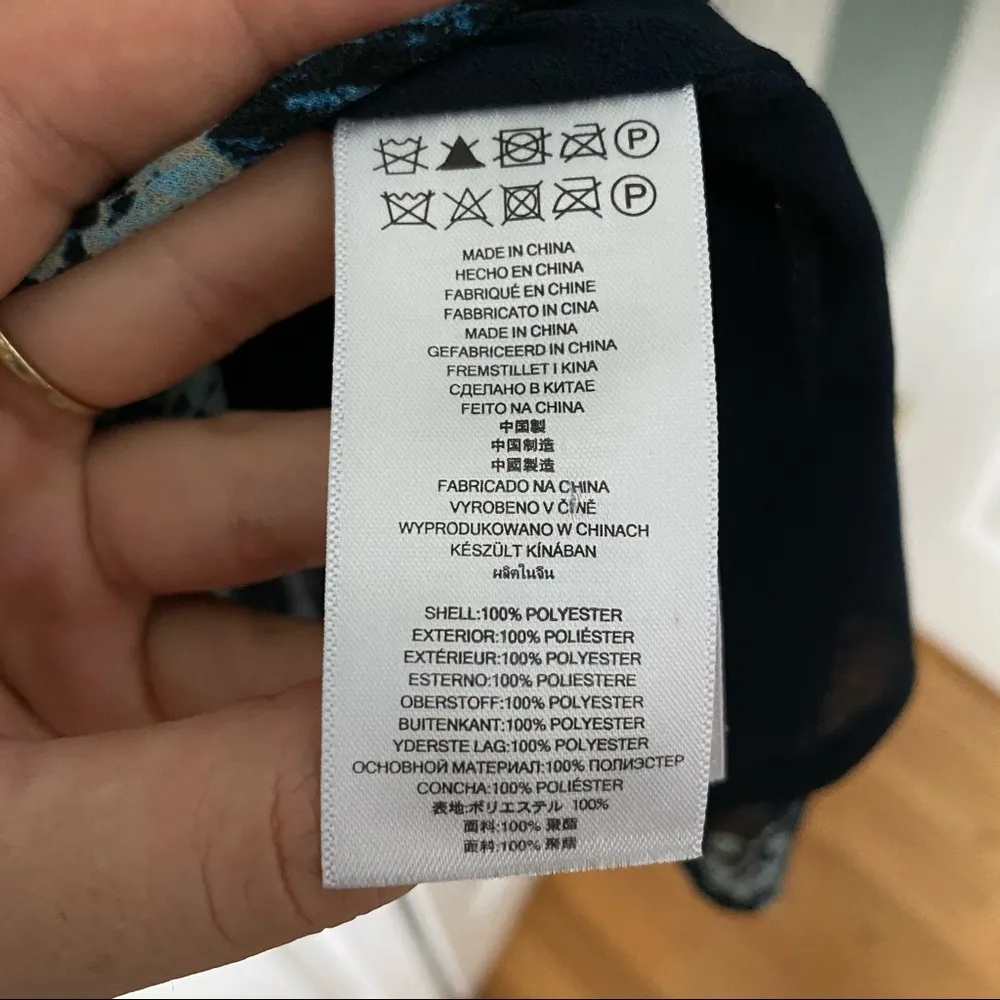 P
P
MADE IN CHINA
HECHO EN CHINA
FABRIQUÉ EN CHINE
FABBRICATO IN CINA
MADE IN CHINA
GEFABRICEERD IN CHINA
FREMSTILLET I KINA
СДЕЛАНО В КИТАЕ
FEITO NA CHINA
中国製
中国制造
中國製造
FABRICADO NA CHINA
VYROBENO V ČÍNĚ
WYPRODUKOWANO W CHINACH
KÉSZÜLT KÍNÁBAN
ผลิตในจีน
SHELL:100% POLYESTER
EXTERIOR:100% POLIÉSTER
EXTÉRIEUR:100% POLYESTER
ESTERNO:100% POLIESTERE
OBERSTOFF:100% POLYESTER
BUITENKANT:100% POLYESTER
YDERSTE LAG:100% POLYESTER
ОСНОВНОЙ МАТЕРИАЛ:100% ПОЛИЭСТЕР
CONCHA:100% POLIÉSTER
表地:ポリエステル 100%
面料:100% 聚酯
面料:100% 聚酯